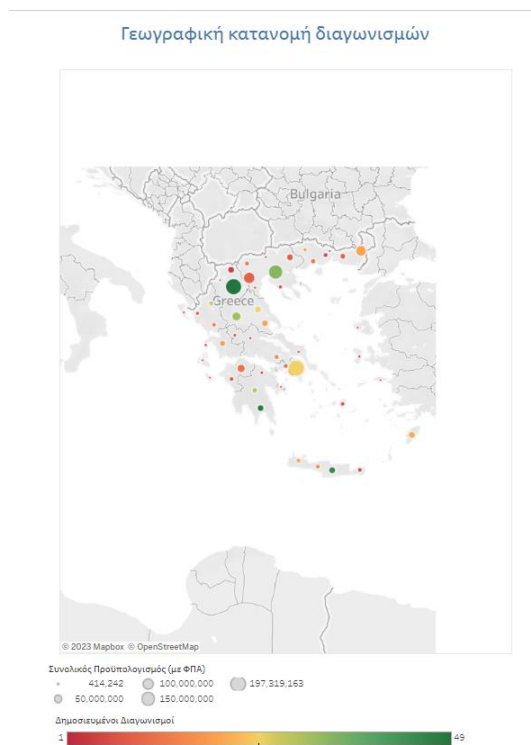 Γεωγραφική κατανομή διαγωνισμών
Bulgaria
Greece
© 2023 Mapbox © OpenStreetMap
Συνολικός Προϋπολογισμός (με ΦΠΑ)
414,242 100,000,000 197,319,163
50,000,000 150,000,000
Δημοσιευμένοι Διαγωνισμοί
1 49